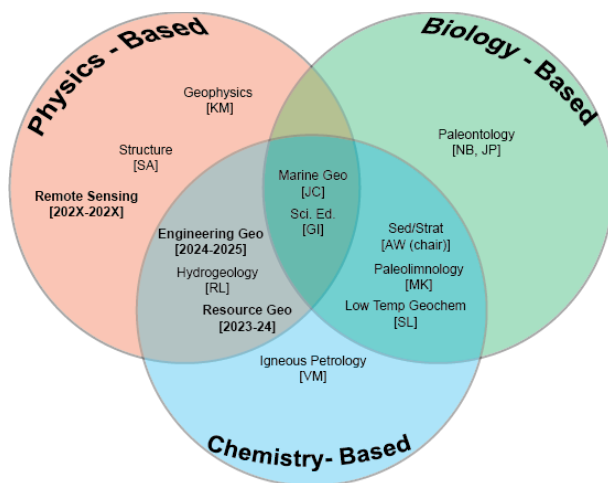 Physics - Based
Biology - Based
Geophysics
[KM]
Paleontology
[NB, JP]
Structure
[SA]
Marine Geo
[JC]
Remote Sensing
[202X-202X]
Sci. Ed.
[GI]
Engineering Geo
[2024-2025]
Sed/Strat
[AW (chair)]
Hydrogeology
[RL]
Paleolimnology
[MK]
Resource Geo
[2023-24]
Low Temp Geochem
[SL]
Igneous Petrology
[VM]
Chemistry- Based